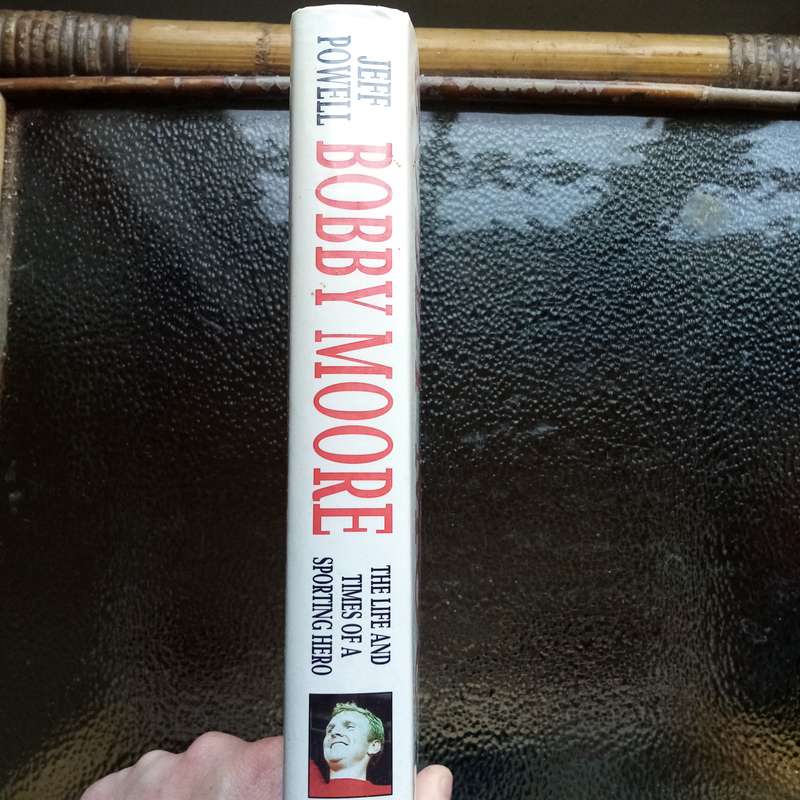 JEFF
POWELL
BOBBY MOORE
THE LIFE AND
TIMES OF A
SPORTING HERO